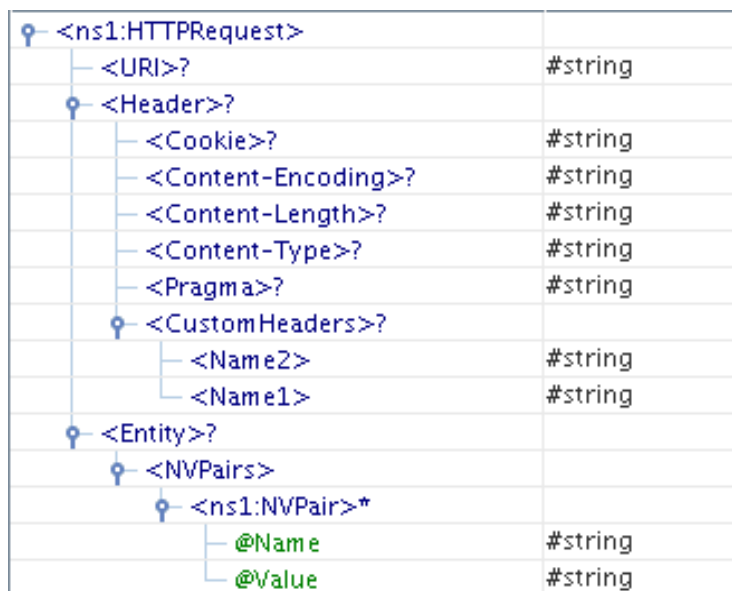 <ns1:HTTPRequest>
<URI>? #string
<Header>?
<Cookie>? #string
<Content-Encoding>? #string
<Content-Length>? #string
<Content-Type>? #string
<Pragma>? #string
<CustomHeaders>?
<Name2> #string
<Name1> #string
<Entity>?
<NVPairs>
<ns1:NVPair>*
@Name #string
@Value #string